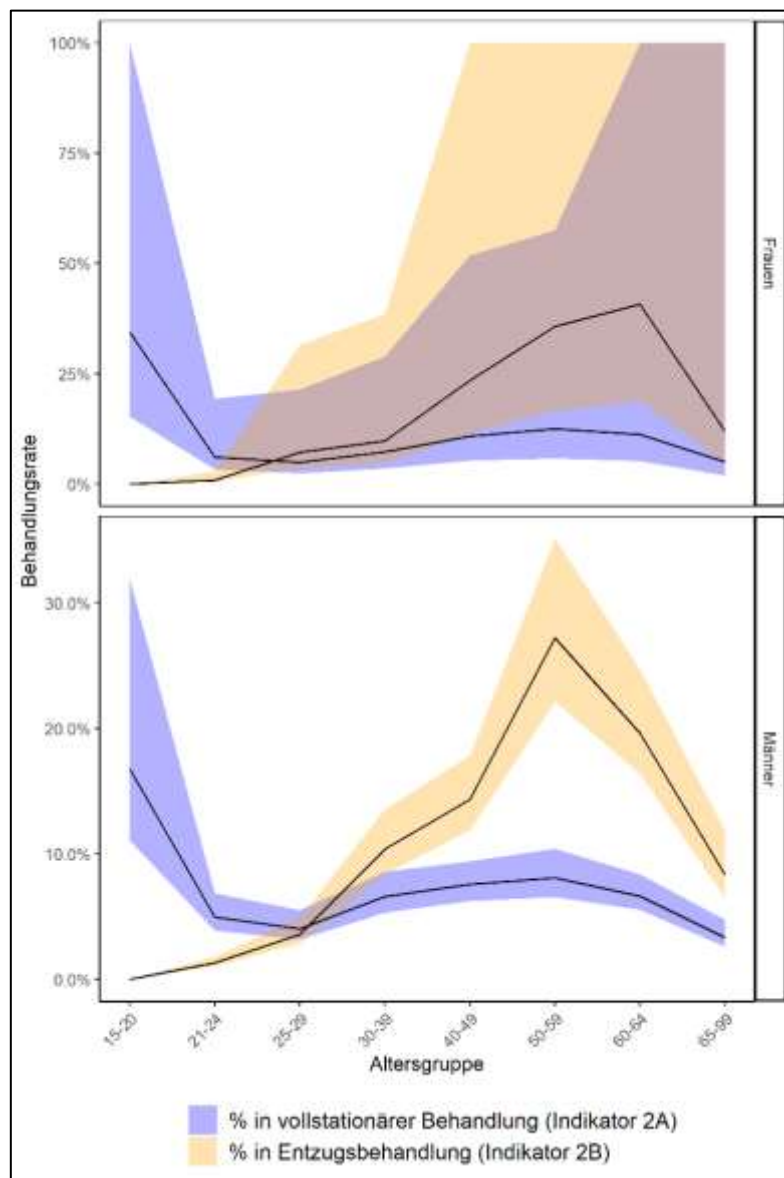 100%
75%
50%
25%
0%
Frauen
Behandlungsrate
30.0%
20.0%
10.0%
0.0%
Männer
15-20
21-24
25-29
30-39
40-49
50-59
60-64
65-99
Altersgruppe
% in vollstationärer Behandlung (Indikator 2A)
% in Entzugsbehandlung (Indikator 2B)